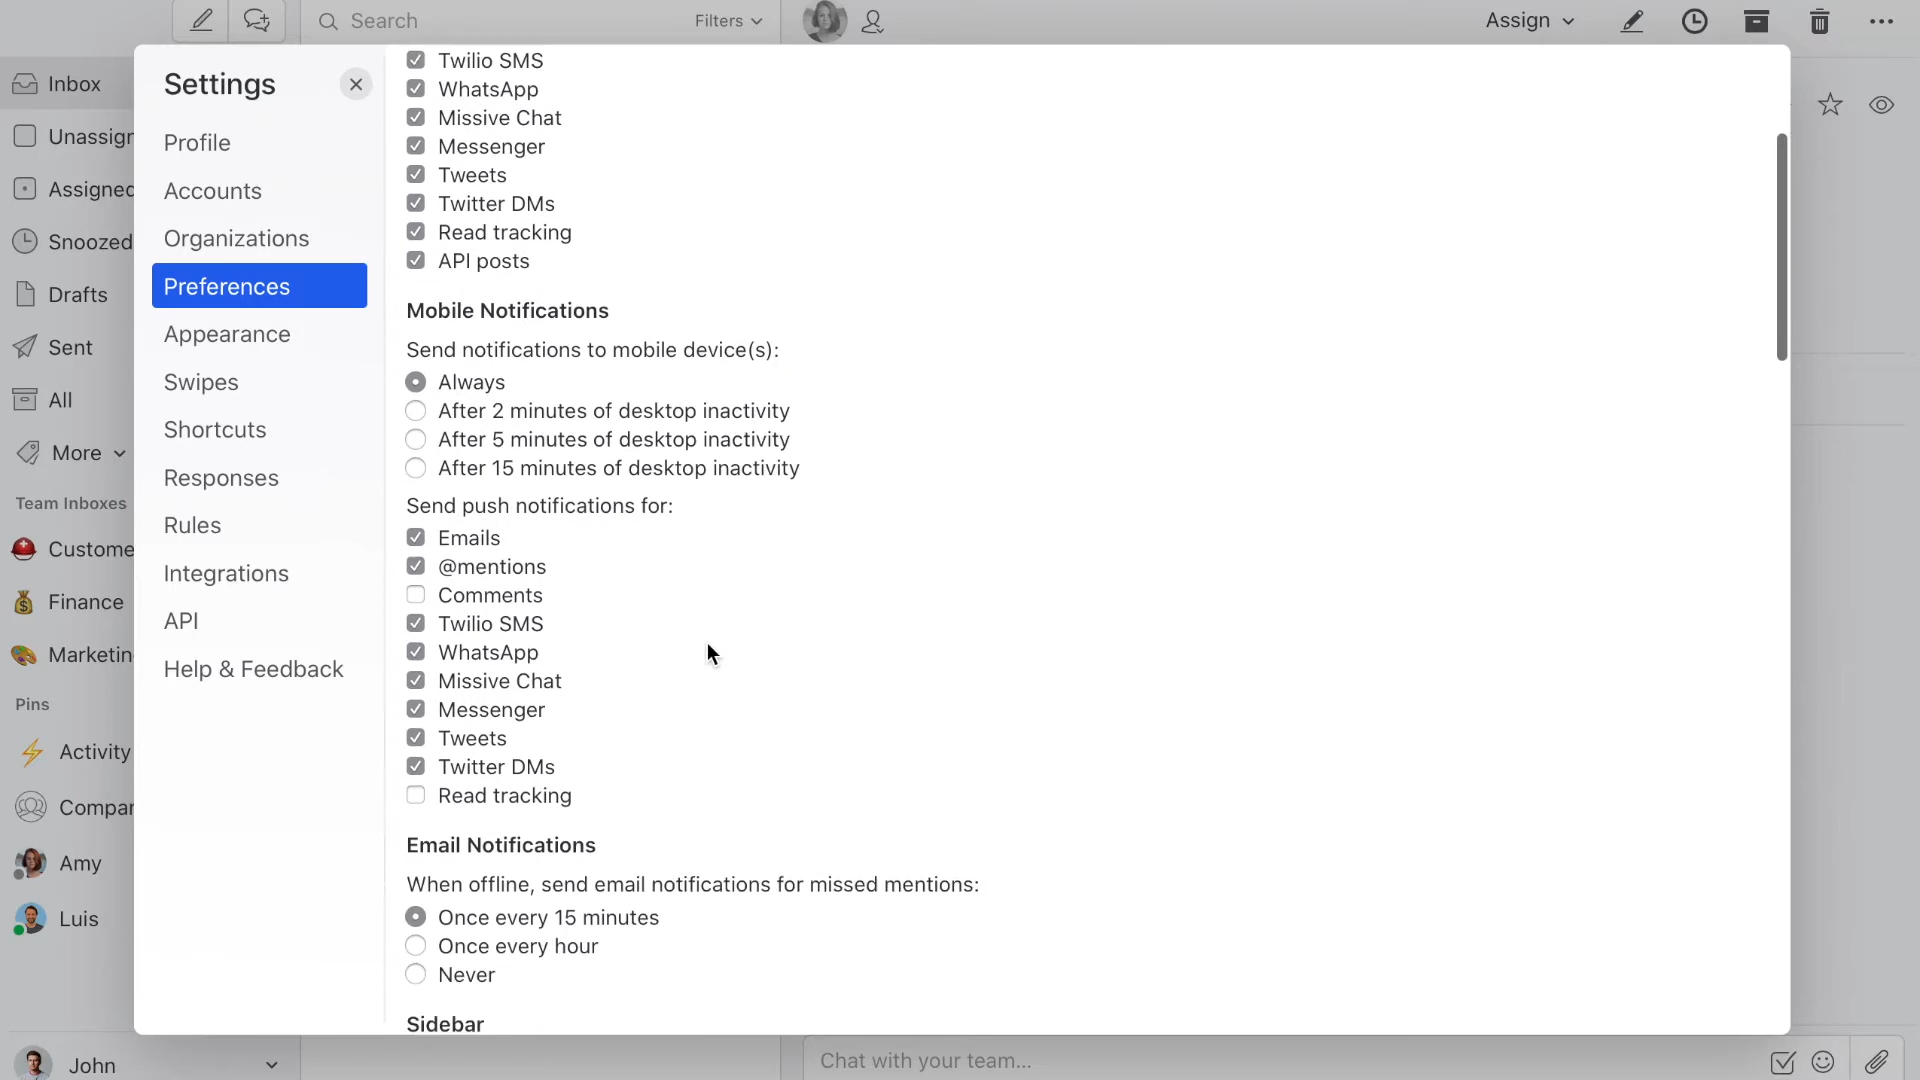 Search
Filters
Assign
Inbox
Unassign
Assigned
Snoozed
Drafts
Sent
All
More
Team Inboxes
Custome
Finance
Marketin
Pins
Activity
Compar
Amy
Luis
John
Settings
Profile
Accounts
Organizations
Preferences
Appearance
Swipes
Shortcuts
Responses
Rules
Integrations
API
Help & Feedback
Twilio SMS
WhatsApp
Missive Chat
Messenger
Tweets
Twitter DMs
Read tracking
API posts
Mobile Notifications
Send notifications to mobile device(s):
Always
After 2 minutes of desktop inactivity
After 5 minutes of desktop inactivity
After 15 minutes of desktop inactivity
Send push notifications for:
Emails
@mentions
Comments
Twilio SMS
WhatsApp
Missive Chat
Messenger
Tweets
Twitter DMs
Read tracking
Email Notifications
When offline, send email notifications for missed mentions:
Once every 15 minutes
Once every hour
Never
Sidebar
Chat with your team...